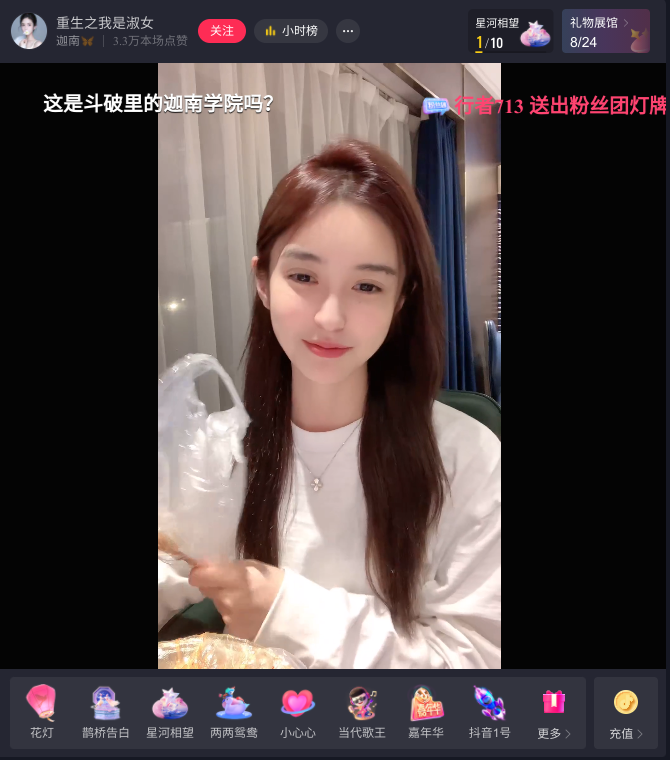 重生之我是淑女
迦南
3.3万本场点赞
关注
小时榜
星河相望
1/10
礼物展馆
8/24
这是斗破里的迦南学院吗?
行者713 送出粉丝团灯牌
花灯
鹊桥告白
星河相望
两两鸳鸯
小心心
当代歌王
嘉年华
抖音1号
更多
充值